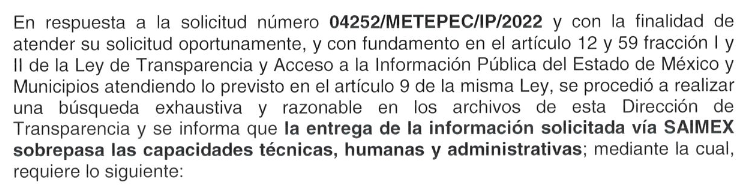 En respuesta a la solicitud número 04252/METEPEC/IP/2022 y con la finalidad de
atender su solicitud oportunamente, y con fundamento en el artículo 12 y 59 fracción I y
II de la Ley de Transparencia y Acceso a la Información Pública del Estado de México y
Municipios atendiendo lo previsto en el artículo 9 de la misma Ley, se procedió a realizar
una búsqueda exhaustiva y razonable en los archivos de esta Dirección de
Transparencia y se informa que la entrega de la información solicitada vía SAIMEX
sobrepasa las capacidades técnicas, humanas y administrativas; mediante la cual,
requiere lo siguiente: